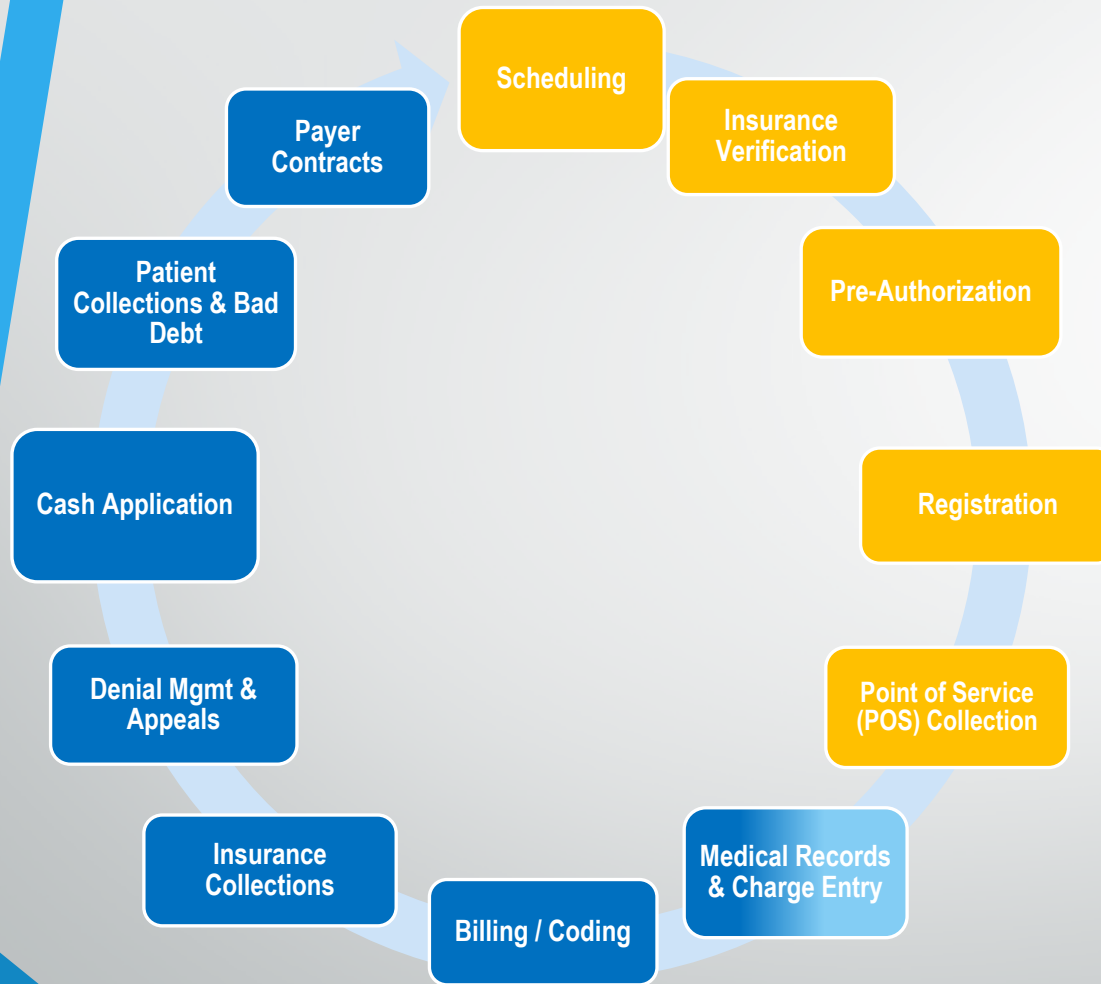 Scheduling
Insurance
Verification
Pre-Authorization
Registration
Point of Service
(POS) Collection
Medical Records
& Charge Entry
Billing / Coding
Insurance
Collections
Denial Mgmt &
Appeals
Cash Application
Patient
Collections & Bad
Debt
Payer
Contracts